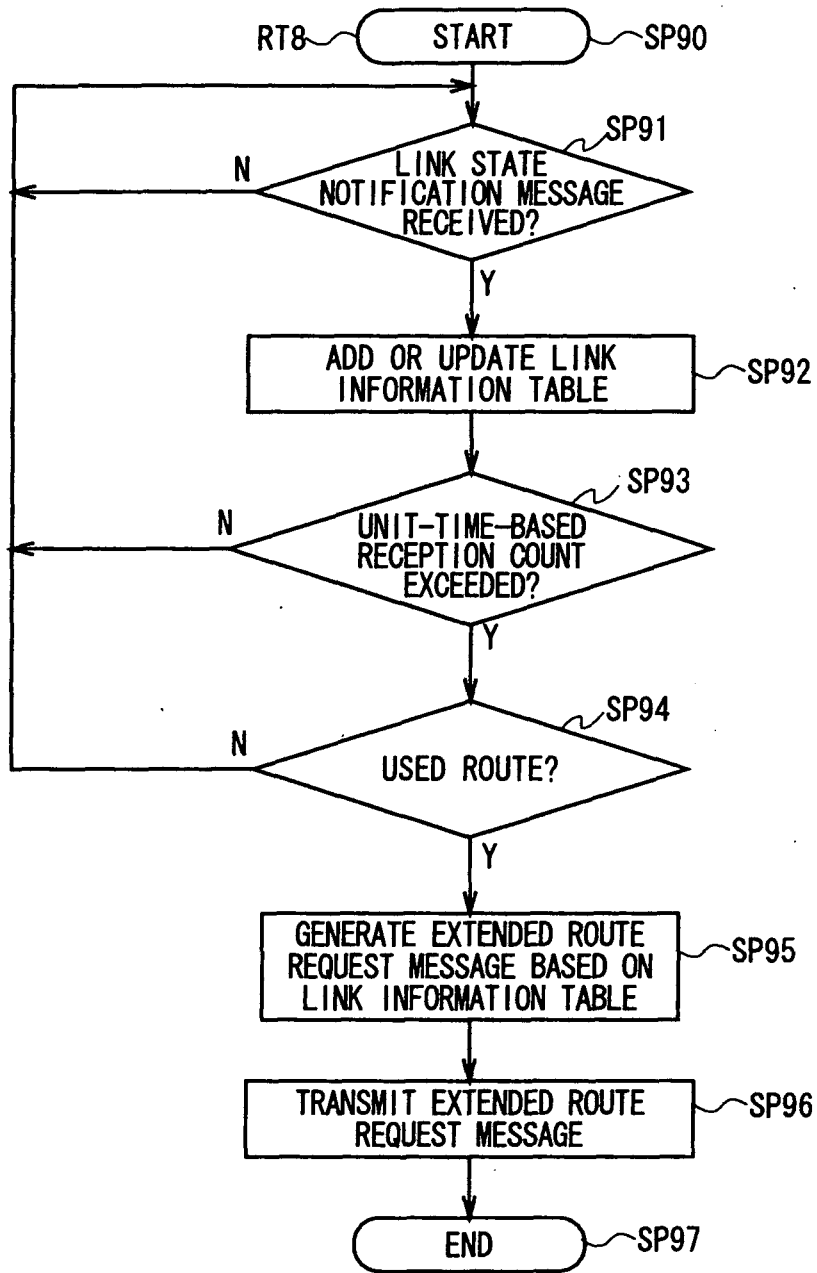 RT8 START SP90
SP91
N
LINK STATE
NOTIFICATION MESSAGE
RECEIVED?
Y
ADD OR UPDATE LINK
INFORMATION TABLE
SP92
SP93
N
UNIT-TIME-BASED
RECEPTION COUNT
EXCEEDED?
Y
SP94
N
USED ROUTE?
Y
GENERATE EXTENDED ROUTE
REQUEST MESSAGE BASED ON
LINK INFORMATION TABLE
SP95
TRANSMIT EXTENDED ROUTE
REQUEST MESSAGE
SP96
END SP97